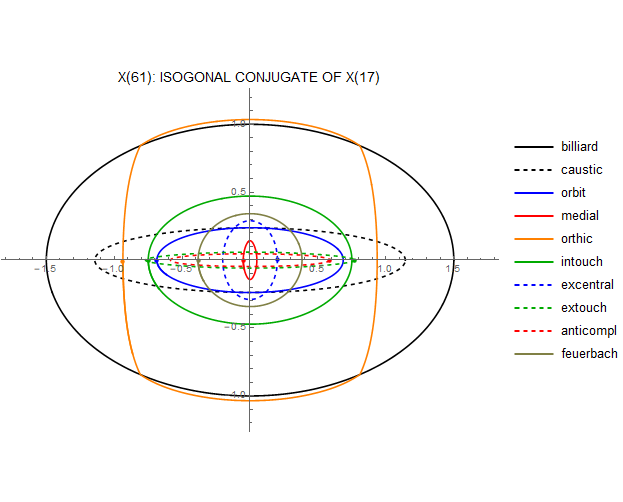 X(61): ISOGONAL CONJUGATE OF X(17)
1.0
0.5
-1.5
-1.0
-0.5
0.5
1.0
1.5
-0.5
-1.0
billiard
caustic
orbit
medial
orthic
intouch
excentral
extouch
anticompl
feuerbach